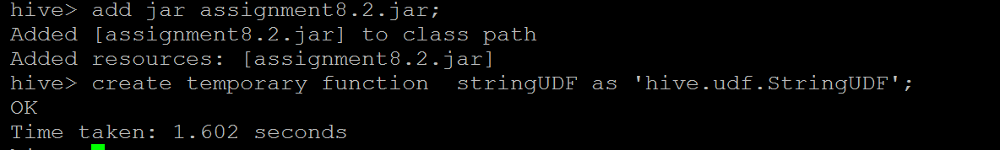 hive> add jar assignment8.2.jar;
Added [assignment8.2.jar] to class path
Added resources: [assignment8.2.jar]
hive> create temporary function  stringUDF as 'hive.udf.StringUDF';
OK
Time taken: 1.602 seconds